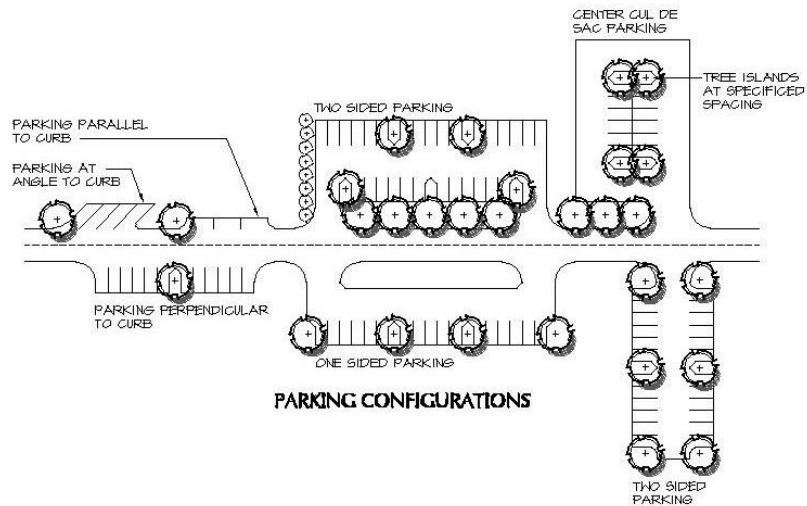 CENTER CUL DE
SAC PARKING
TREE ISLANDS
AT SPECIFICED
SPACING
TWO SIDED PARKING
PARKING PARALLEL
TO CURB
PARKING AT
ANGLE TO CURB
PARKING PERPENDICULAR
TO CURB
ONE SIDED PARKING
PARKING CONFIGURATIONS
TWO SIDED
PARKING